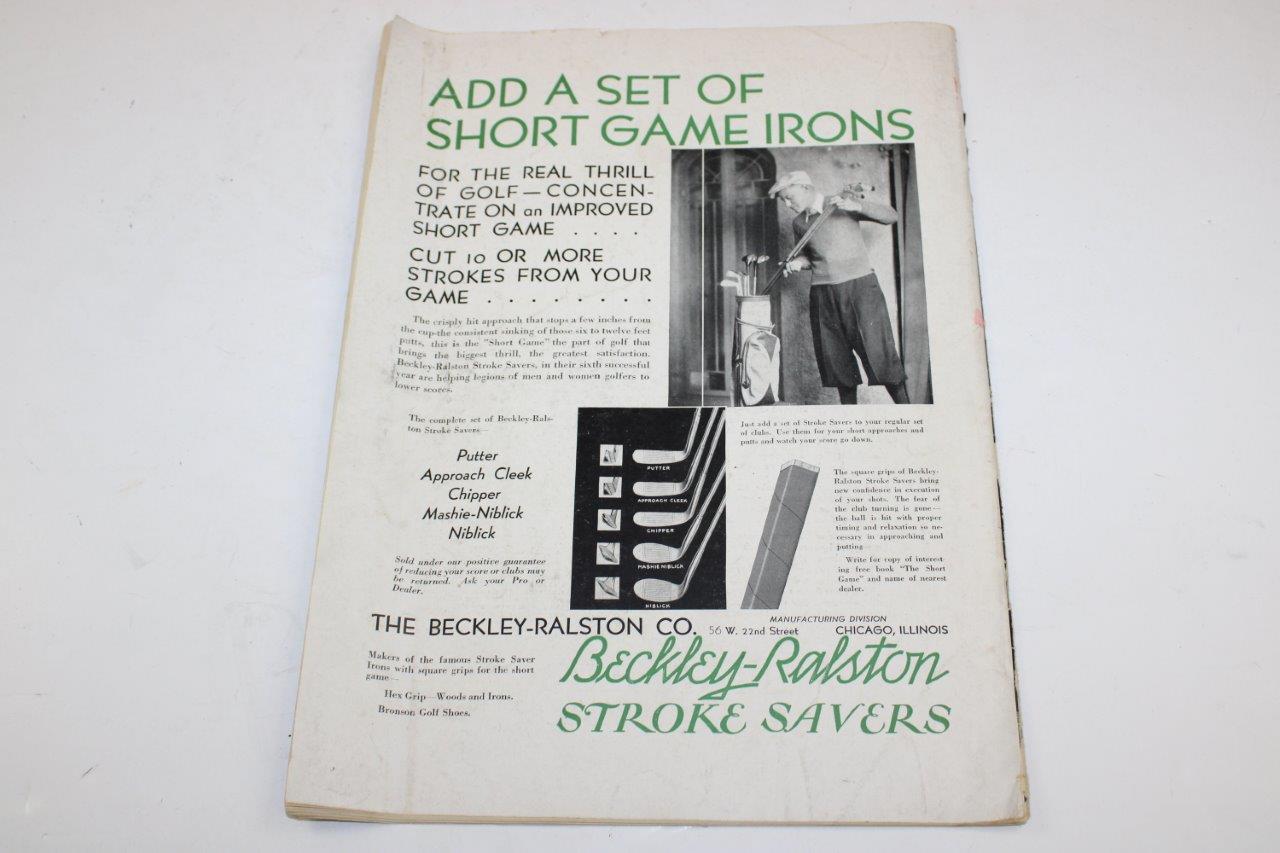 ADD A SET OF
SHORT GAME IRONS
FOR THE REAL THRILL
OF GOLF — CONCEN-
TRATE ON an IMPROVED
SHORT GAME . . . .
CUT 10 OR MORE
STROKES FROM YOUR
GAME . . . . . . . .
The crisply hit approach that stops a few inches from
the cup-the consistent sinking of those six to twelve feet
putts, this is the "Short Game" the part of golf that
brings the biggest thrill, the greatest satisfaction.
Beckley-Ralston Stroke Savers, in their sixth successful
year are helping legions of men and women golfers to
lower scores.
The complete set of Beckley-Rals-
ton Stroke Savers—
Putter
Approach Cleek
Chipper
Mashie-Niblick
Niblick
Sold under our positive guarantee
of reducing your score or clubs may
be returned. Ask your Pro or
Dealer.
PUTTER
APPROACH CLEEK
CHIPPER
MASHIE NIBLICK
NIBLICK
Just add a set of Stroke Savers to your regular set
of clubs. Use them for your short approaches and
putts and watch your score go down.
The square grips of Beckley-
Ralston Stroke Savers bring
new confidence in execution
of your shots. The fear of
the club turning is gone—
the ball is hit with proper
timing and relaxation so ne-
cessary in approaching and
putting—
Write for copy of interest-
ing free book "The Short
Game" and name of nearest
dealer.
MANUFACTURING DIVISION
THE BECKLEY-RALSTON CO. 56 W. 22nd Street CHICAGO, ILLINOIS
Makers of the famous Stroke Saver
Irons with square grips for the short
game—
Hex Grip—Woods and Irons.
Bronson Golf Shoes.
Beckley-Ralston
STROKE SAVERS